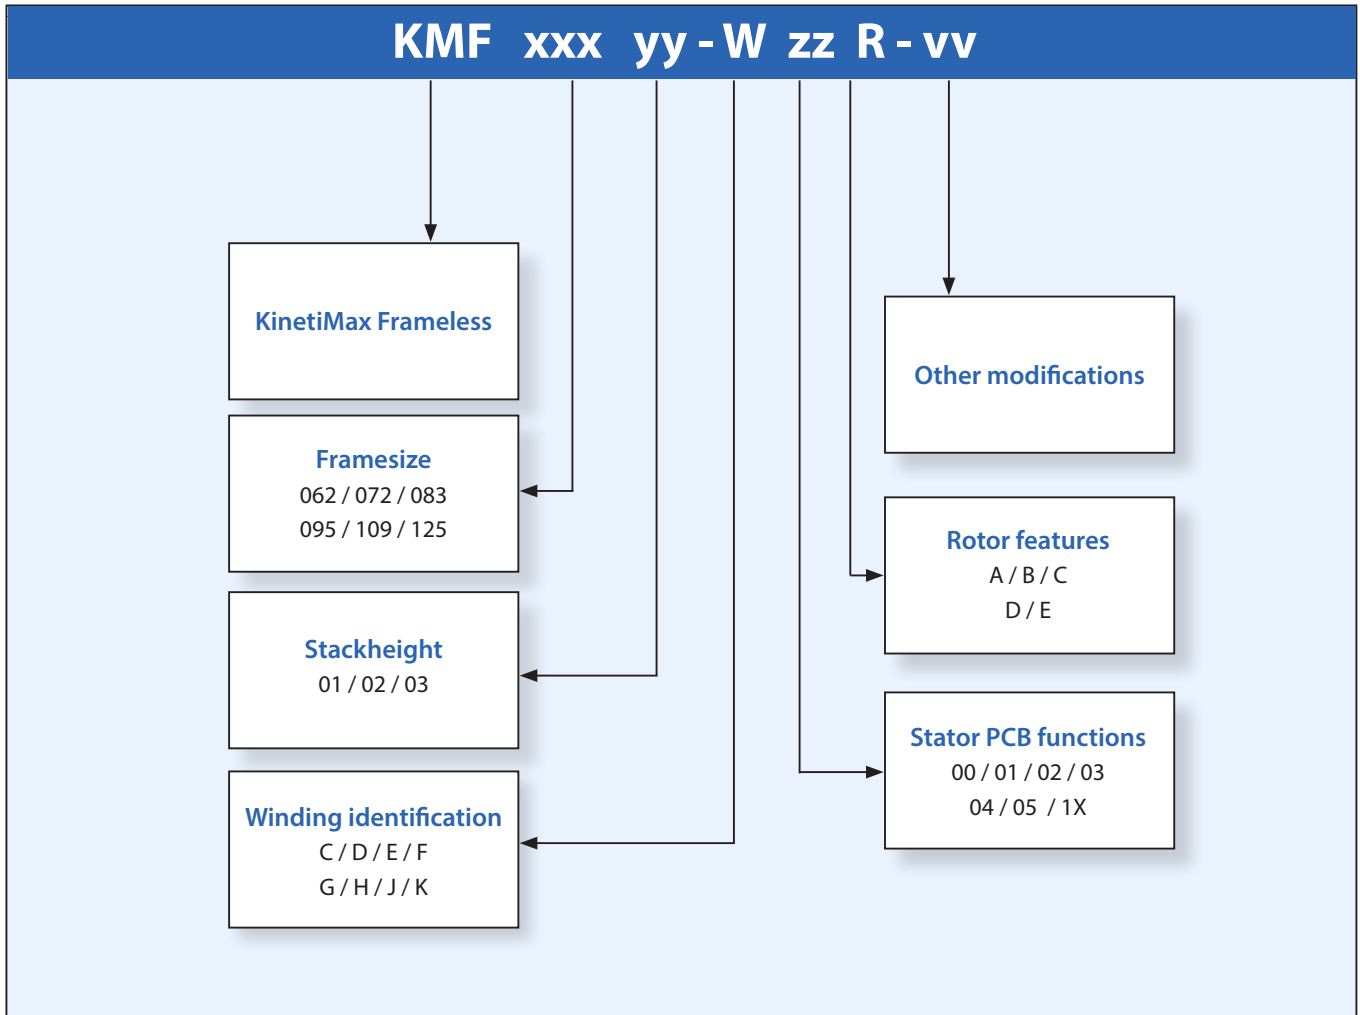 KMF xxx yy - W zz R - vv
KinetiMax Frameless
Framesize
062 / 072 / 083
095 / 109 / 125
Stackheight
01 / 02 / 03
Winding identification
C / D / E / F
G / H / J / K
Other modifications
Rotor features
A / B / C
D / E
Stator PCB functions
00 / 01 / 02 / 03
04 / 05 / 1X